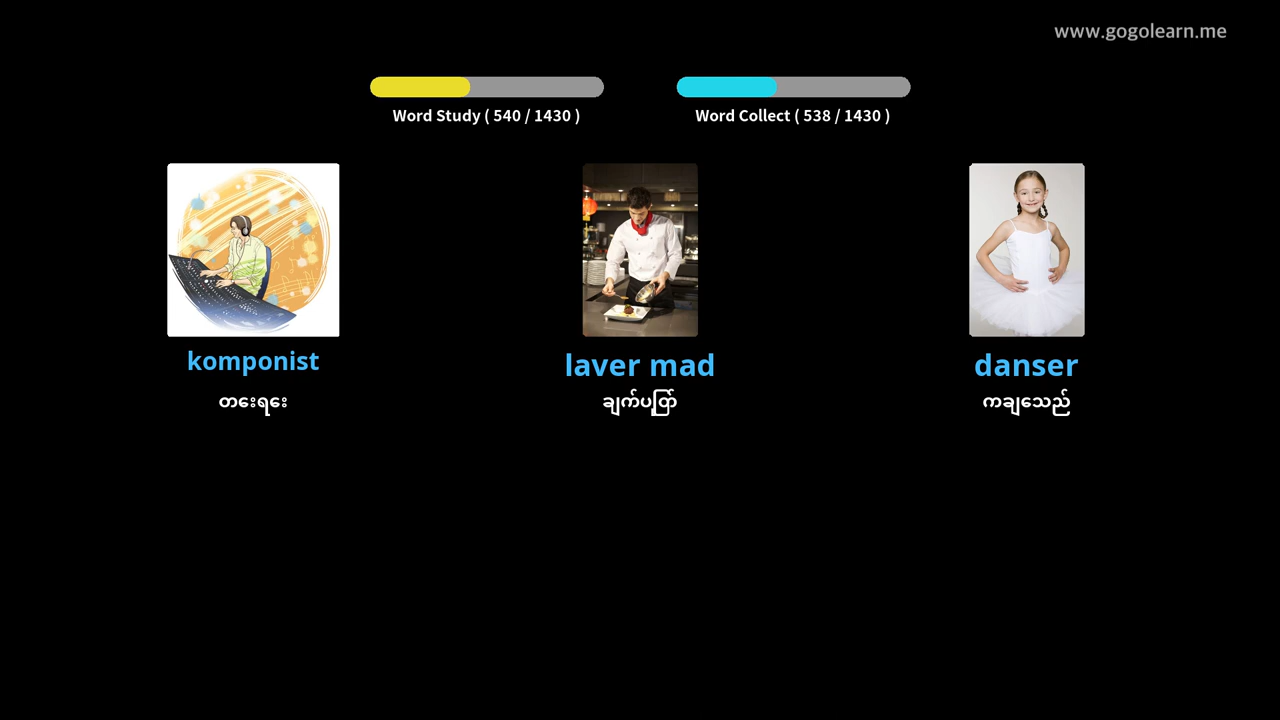 www.gogolearn.me
Word Study ( 540 / 1430 )
Word Collect ( 538 / 1430 )
komponist
laver mad
danser
တေးရေး
ချက်ပြုတ်
ကချေသည်